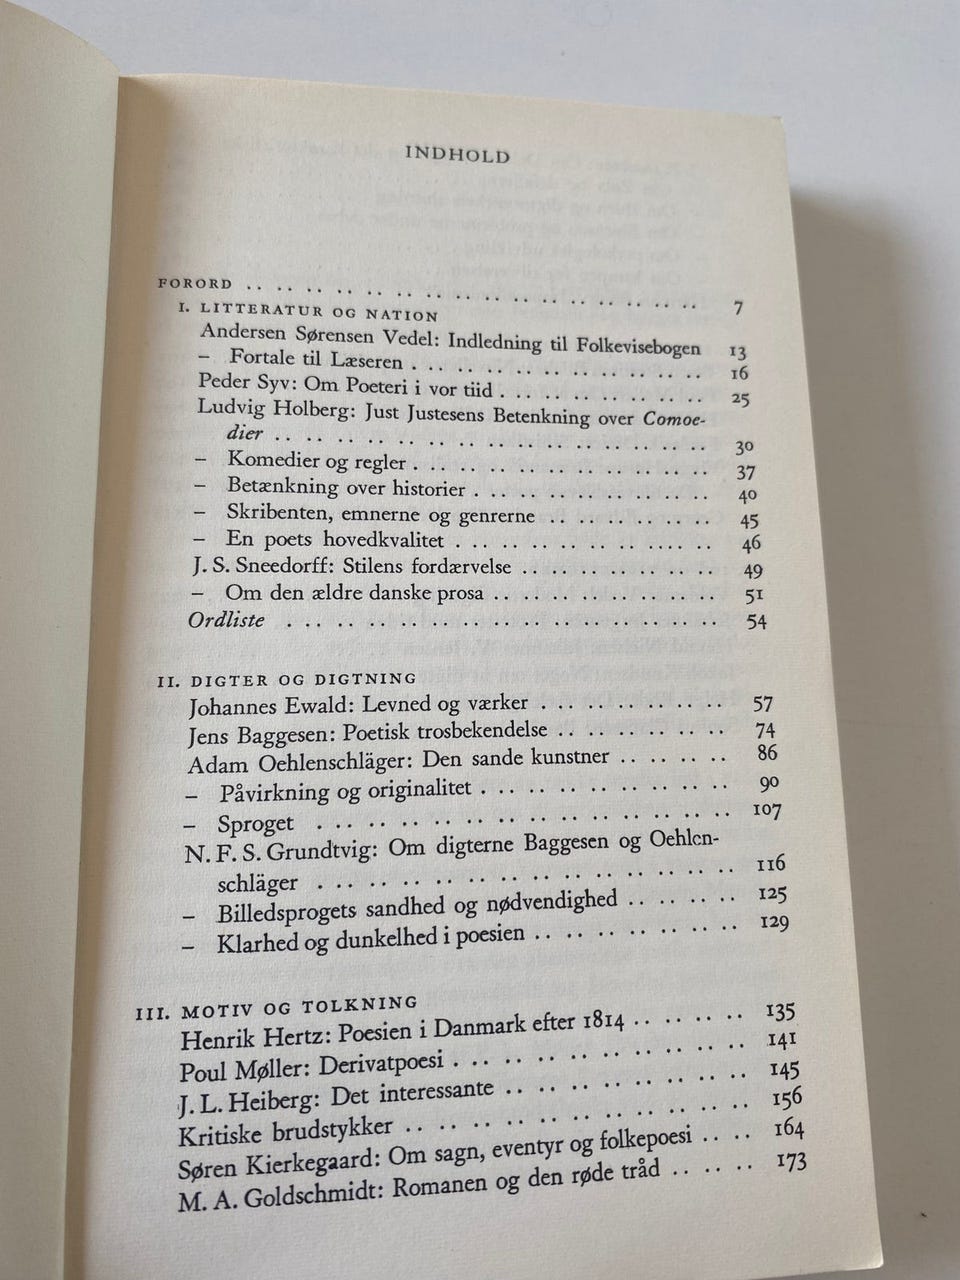 INDHOLD
FORORD .. .. .. .. .. .. .. .. .. .. .. .. .. .. .. 7
I. LITTERATUR OG NATION
Andersen Sørensen Vedel: Indledning til Folkevisebogen 13
– Fortale til Læseren . .. .. .. .. .. .. .. .. .. .. 16
Peder Syv: Om Poeteri i vor tiid . .. .. .. .. .. .. .. 25
Ludvig Holberg: Just Justesens Betenkning over Comoe-
dier .. .. .. .. .. .. .. .. .. .. .. .. .. .. .. 30
– Komedier og regler . .. .. .. .. .. .. .. .. .. .. 37
– Betænkning over historier . .. .. .. .. .. .. .. .. 40
– Skribenten, emnerne og genrerne .. .. .. .. .. .. 45
– En poets hovedkvalitet . .. .. .. .. .. .. .... .. 46
J. S. Sneedorff: Stilens fordærvelse .. .. .. .. .. .. .. 49
– Om den ældre danske prosa .. .. .. .. .. .. .. .. 51
Ordliste .. .. .. .. .. .. .. .. .. .. .. .. .. .. .. 54
II. DIGTER OG DIGTNING
Johannes Ewald: Levned og værker . .. .. .. .. .. .. 57
Jens Baggesen: Poetisk trosbekendelse .. .. .. .. .. .. 74
Adam Oehlenschläger: Den sande kunstner .. .. .. .. 86
– Påvirkning og originalitet . .. .. .. .. .. .. .. .. 90
– Sproget .. .. .. .. .. .. .. .. .. .. .. .. .. .. 107
N. F. S. Grundtvig: Om digterne Baggesen og Oehlen-
schläger .. .. .. .. .. .. .. .. .. .. .. .. .. .. 116
– Billedsprogets sandhed og nødvendighed .. .. .. .. 125
– Klarhed og dunkelhed i poesien .. .. .. .. .. .. .. 129
III. MOTIV OG TOLKNING
Henrik Hertz: Poesien i Danmark efter 1814 .. .. .. .. 135
Poul Møller: Derivatpoesi . .. .. .. .. .. .. .. .. .. 141
J. L. Heiberg: Det interessante .. .. .. .. .. .. .. .. 145
Kritiske brudstykker .. .. .. .. .. .. .. .. .. .. .. 156
Søren Kierkegaard: Om sagn, eventyr og folkepoesi .. .. 164
M. A. Goldschmidt: Romanen og den røde tråd .. .. .. 173